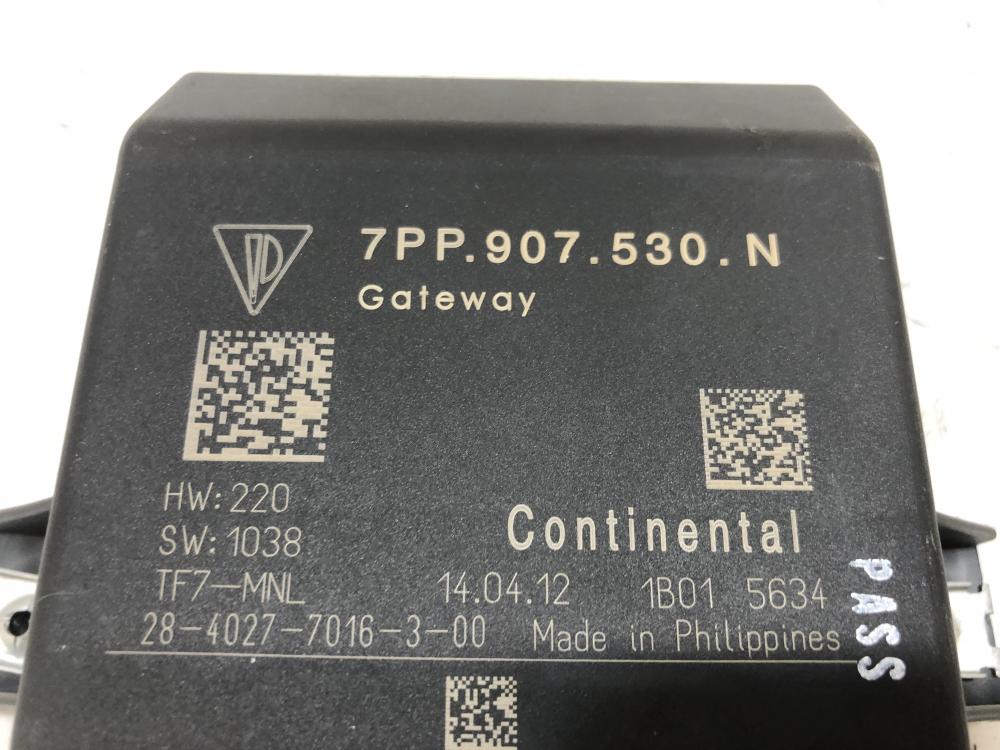 7PP.907.530.N
Gateway
HW: 220
SW: 1038
Continental
TF7-MNL 14.04.12 1B01 5634
28-4027-7016-3-00 Made in Philippines
PASS